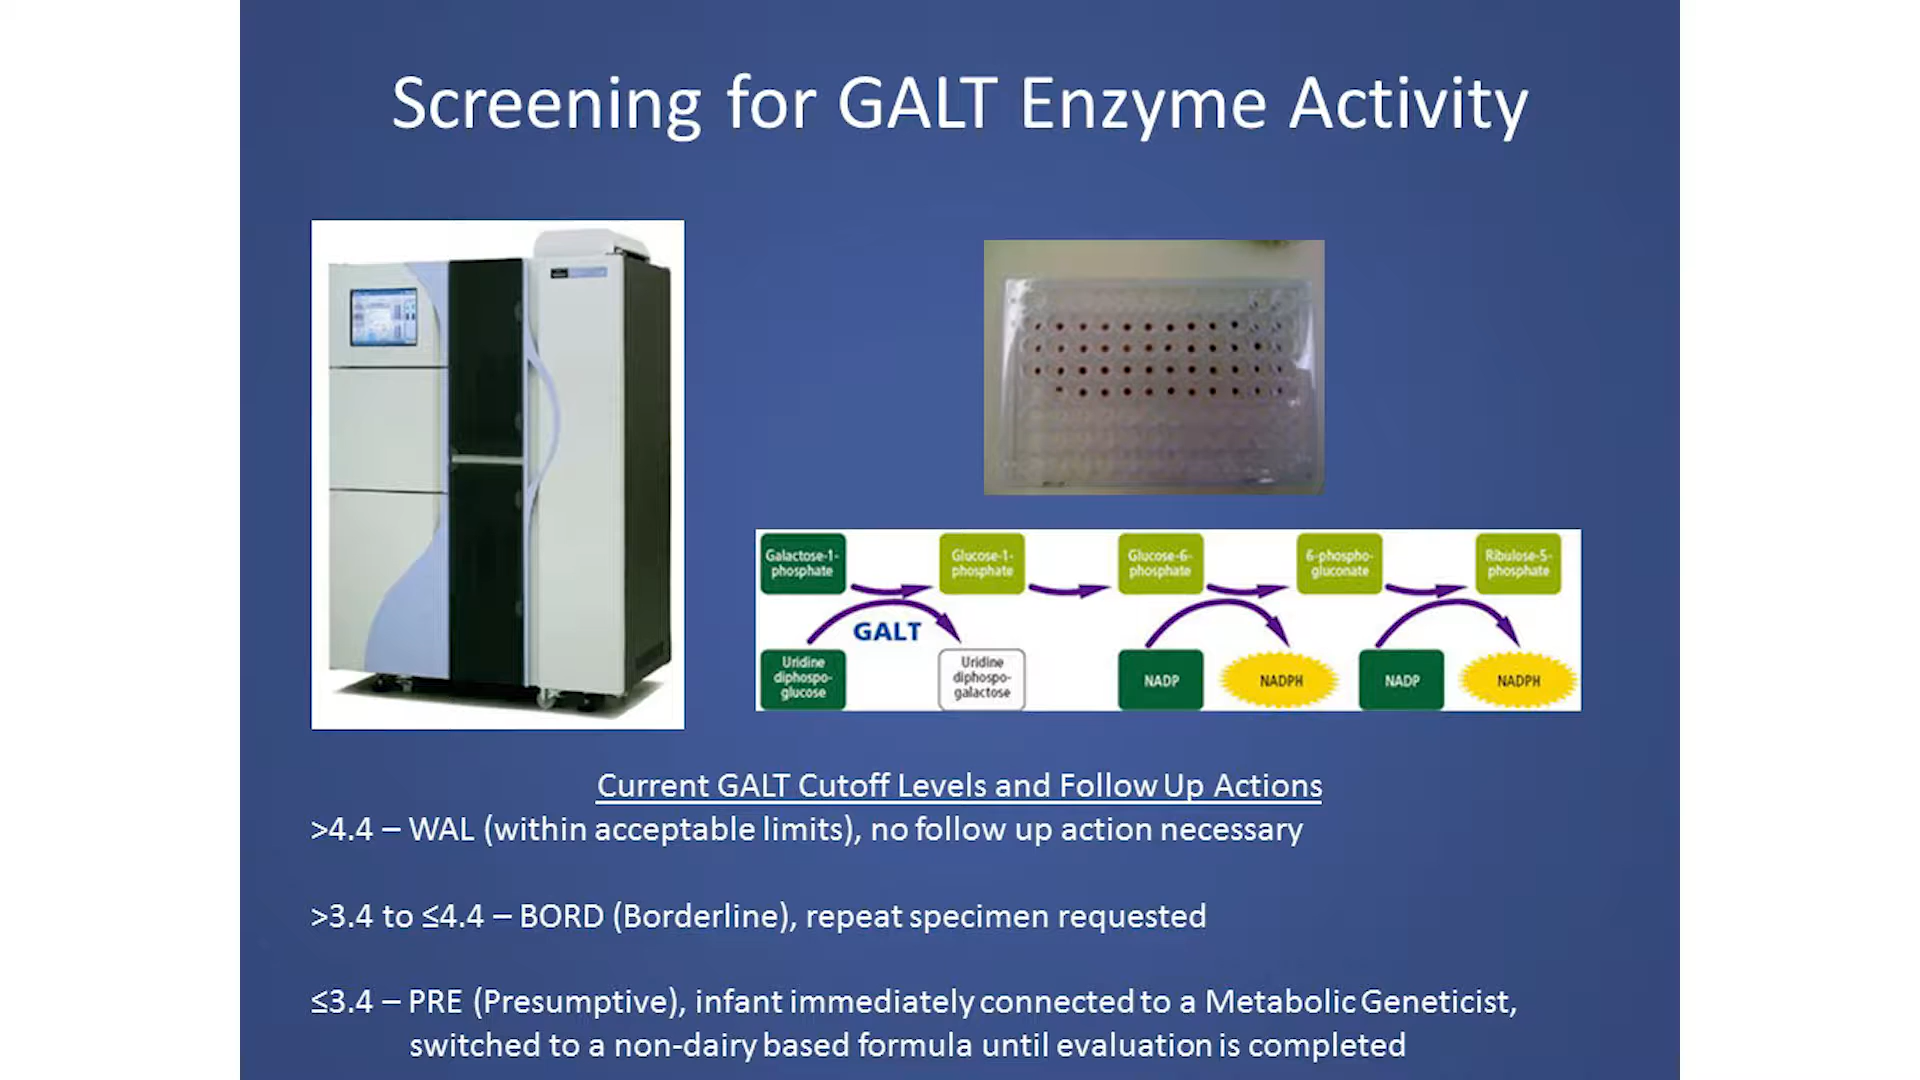 Screening for GALT Enzyme Activity
Galactose-1-
phosphate
Glucose-1-
phosphate
Glucose-6-
phosphate
6-phospho-
gluconate
Ribulose-5-
phosphate
GALT
Uridine
diphospo-
glucose
Uridine
diphospo-
galactose
NADP
NADPH
NADP
NADPH
Current GALT Cutoff Levels and Follow Up Actions
>4.4 – WAL (within acceptable limits), no follow up action necessary
>3.4 to ≤4.4 – BORD (Borderline), repeat specimen requested
≤3.4 – PRE (Presumptive), infant immediately connected to a Metabolic Geneticist,
switched to a non-dairy based formula until evaluation is completed